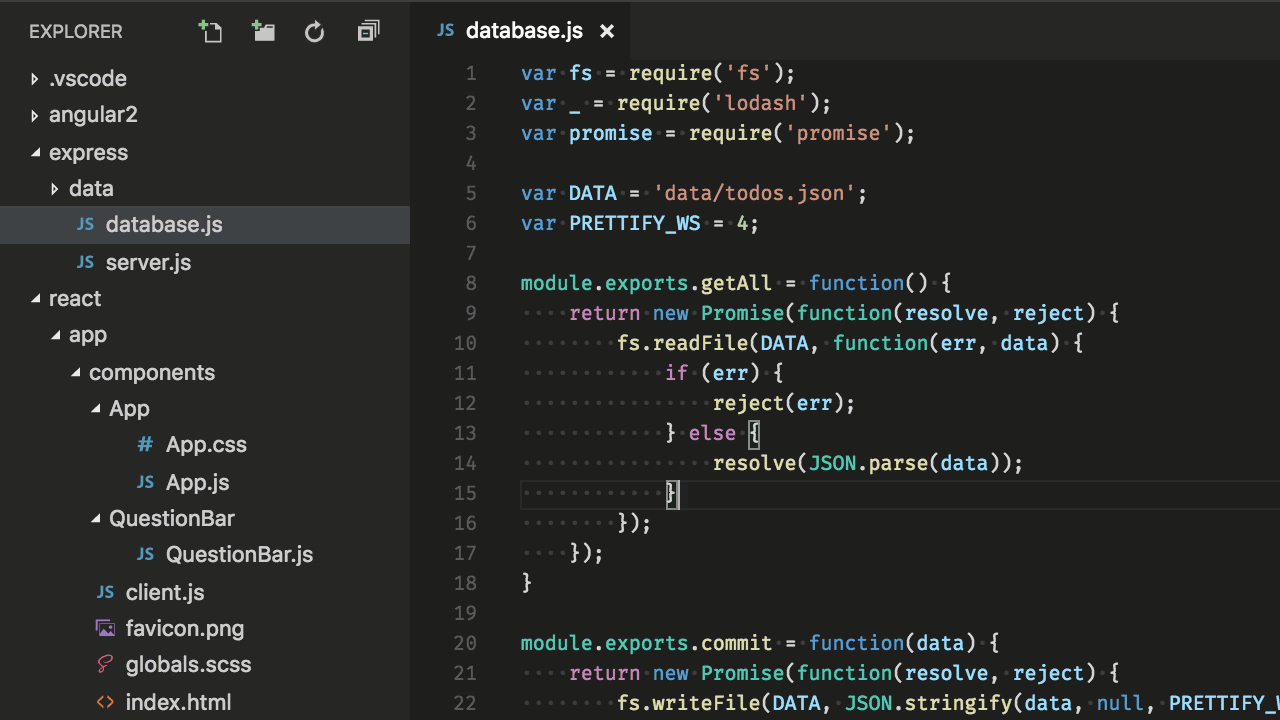 EXPLORER
.vscode
angular2
express
data
JS database.js
JS server.js
react
app
components
App
# App.css
JS App.js
QuestionBar
JS QuestionBar.js
JS client.js
favicon.png
globals.scss
<> index.html
JS database.js ×
1 var fs = require('fs');
2 var _ = require('lodash');
3 var promise = require('promise');
4
5 var DATA = 'data/todos.json';
6 var PRETTIFY_WS = 4;
7
8 module.exports.getAll = function() {
9     return new Promise(function(resolve, reject) {
10         fs.readFile(DATA, function(err, data) {
11             if (err) {
12                 reject(err);
13             } else {
14                 resolve(JSON.parse(data));
15             }
16         });
17     });
18 }
19
20 module.exports.commit = function(data) {
21     return new Promise(function(resolve, reject) {
22         fs.writeFile(DATA, JSON.stringify(data, null, PRETTIFY_